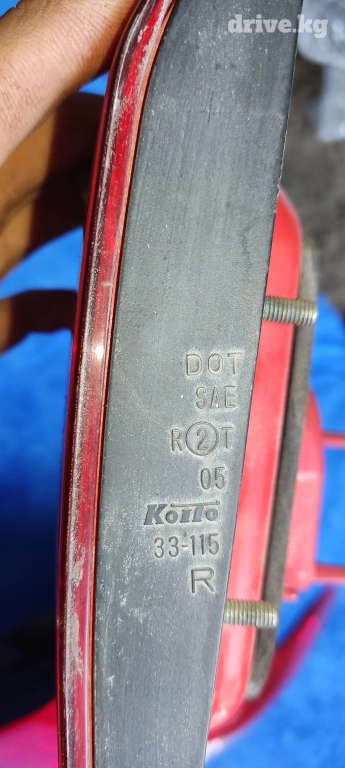 drive.kg
DOT
SAE
R②T
05
KOITO
33-115
R